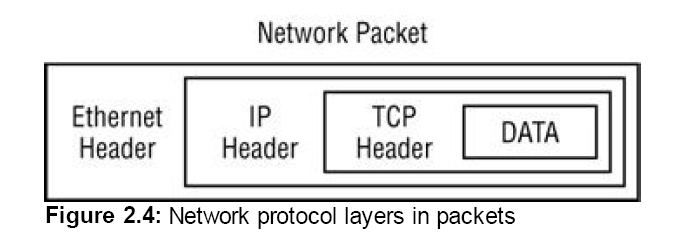 Network Packet
Ethernet Header
IP Header
TCP Header
DATA
Figure 2.4: Network protocol layers in packets